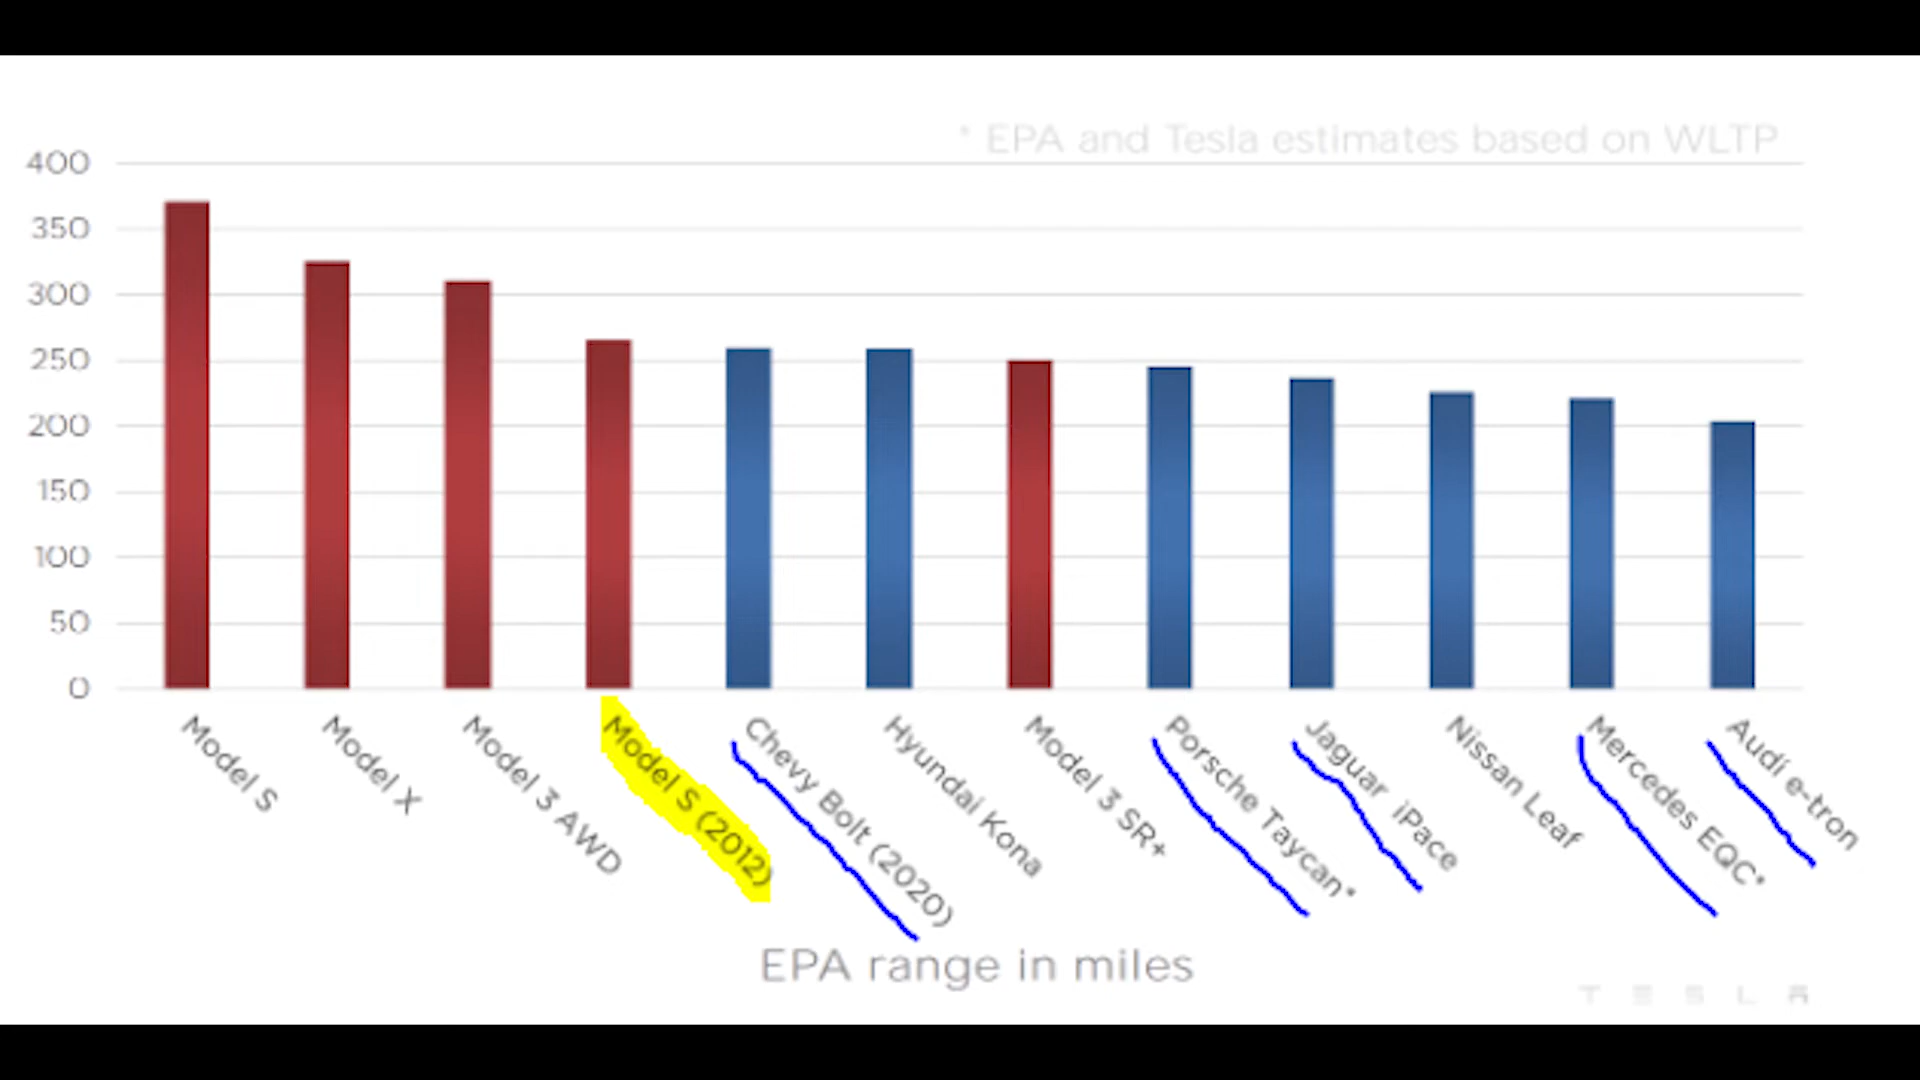 * EPA and Tesla estimates based on WLTP
400
350
300
250
200
150
100
50
0
Model S
Model X
Model 3 AWD
Model S (2012)
Chevy Bolt (2020)
Hyundai Kona
Model 3 SR+
Porsche Taycan*
Jaguar iPace
Nissan Leaf
Mercedes EQC*
Audi e-tron
EPA range in miles
TESLA